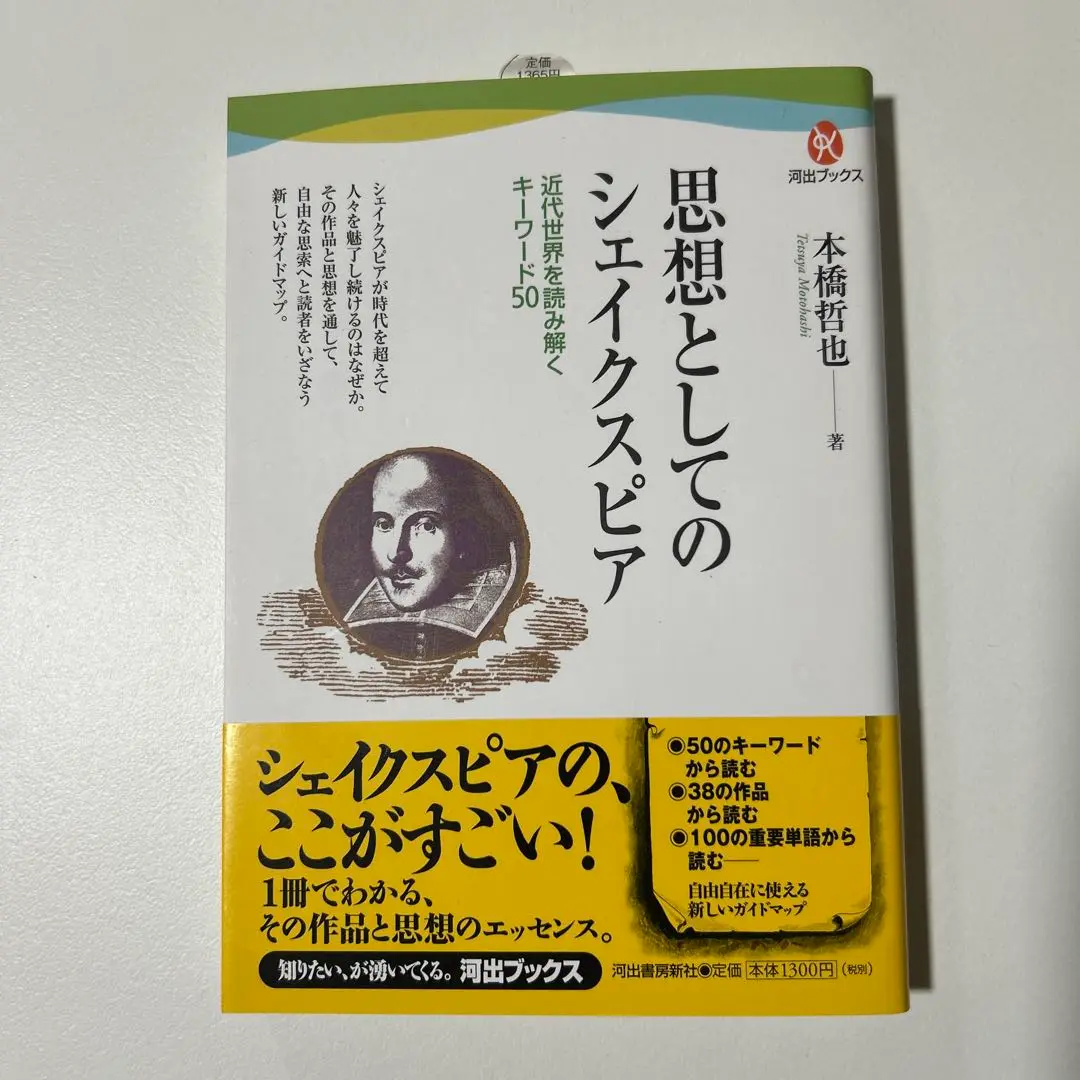 定価
1365円
河出ブックス
本橋哲也
Tetsuya Motohashi
著
思想としての
シェイクスピア
近代世界を読み解く
キーワード50
シェイクスピアが時代を超えて
人々を魅了し続けるのはなぜか。
その作品と思想を通して、
自由な思索へと読者をいざなう
新しいガイドマップ。
シェイクスピアの、
ここがすごい!
1冊でわかる、
その作品と思想のエッセンス。
知りたい、が湧いてくる。河出ブックス
◉50のキーワード
から読む
◉38の作品
から読む
◉100の重要単語から
読む──
自由自在に使える
新しいガイドマップ
河出書房新社◉定価 本体1300円(税別)